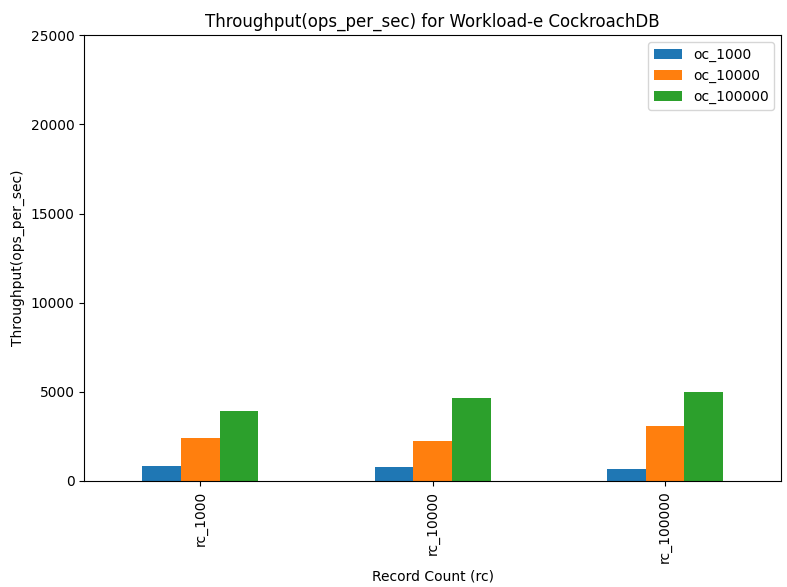 Throughput(ops_per_sec) for Workload-e CockroachDB
25000
20000
15000
10000
5000
0
Throughput(ops_per_sec)
oc_1000
oc_10000
oc_100000
rc_1000
rc_10000
rc_100000
Record Count (rc)